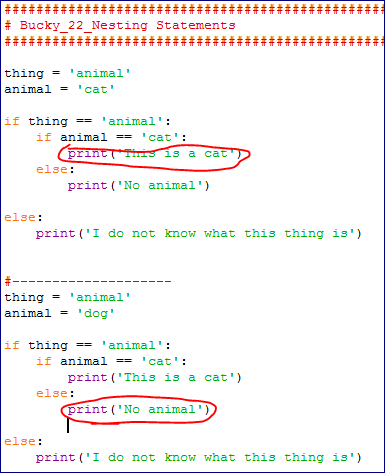 ################################################
# Bucky_22_Nesting Statements
################################################
thing = 'animal'
animal = 'cat'
if thing == 'animal':
    if animal == 'cat':
        print('This is a cat')
    else:
        print('No animal')
else:
    print('I do not know what this thing is')
#--------------------
thing = 'animal'
animal = 'dog'
if thing == 'animal':
    if animal == 'cat':
        print('This is a cat')
    else:
        print('No animal')
else:
    print('I do not know what this thing is')